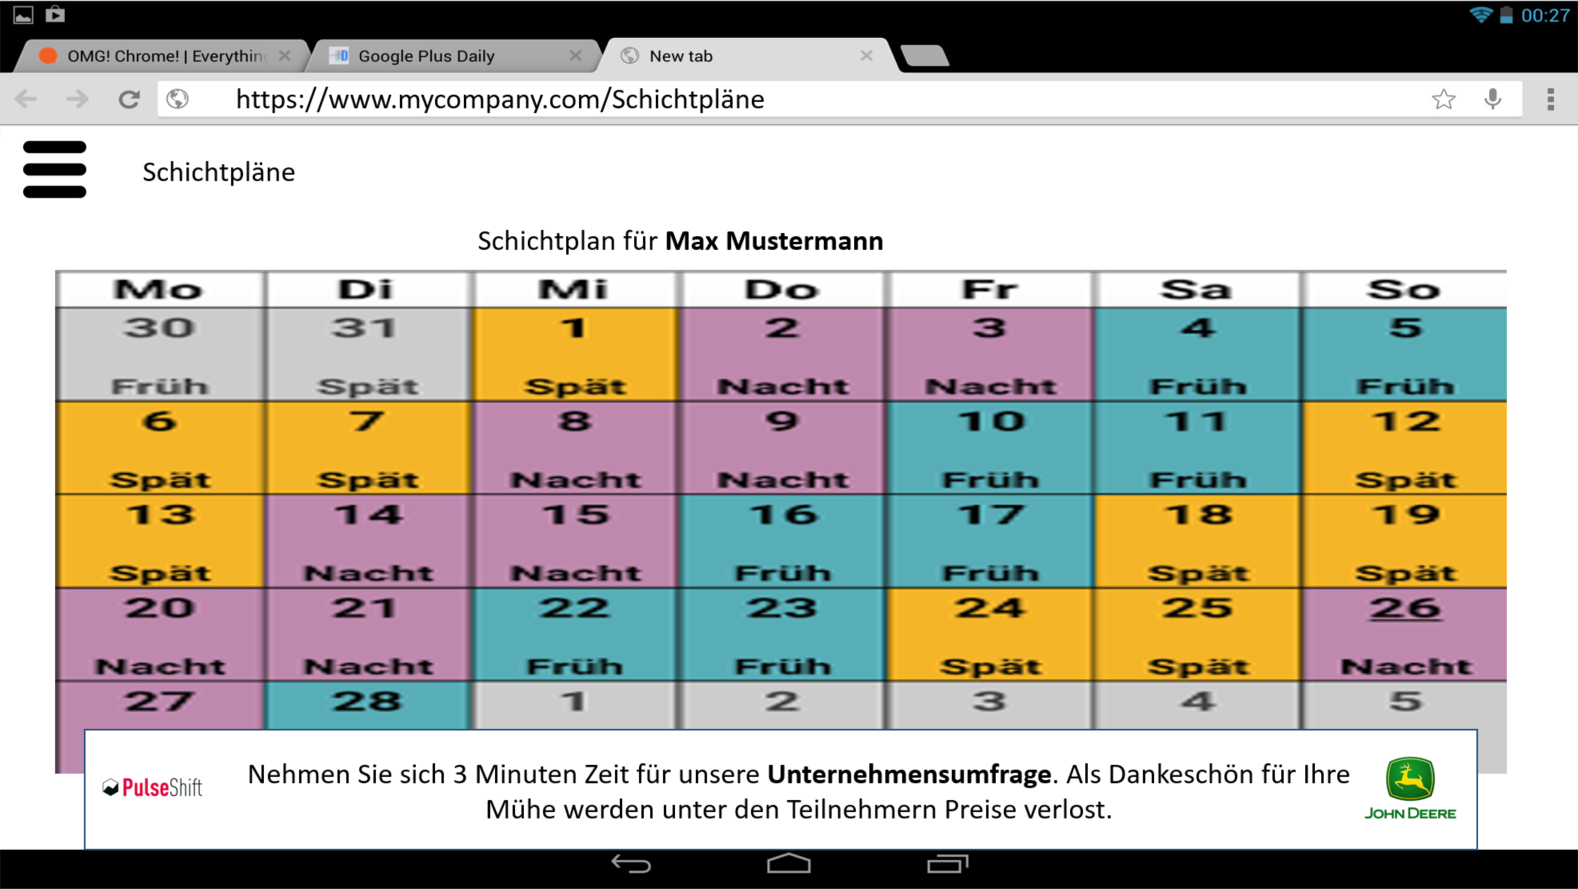 00:27
OMG! Chrome! | Everythin
Google Plus Daily
New tab
https://www.mycompany.com/Schichtpläne
Schichtpläne
Schichtplan für Max Mustermann
Mo Di Mi Do Fr Sa So
30 31 1 2 3 4 5
Früh Spät Spät Nacht Nacht Früh Früh
6 7 8 9 10 11 12
Spät Spät Nacht Nacht Früh Früh Spät
13 14 15 16 17 18 19
Spät Nacht Nacht Früh Früh Spät Spät
20 21 22 23 24 25 26
Nacht Nacht Früh Früh Spät Spät Nacht
27 28 1 2 3 4 5
PulseShift
Nehmen Sie sich 3 Minuten Zeit für unsere Unternehmensumfrage. Als Dankeschön für Ihre
Mühe werden unter den Teilnehmern Preise verlost.
JOHN DEERE